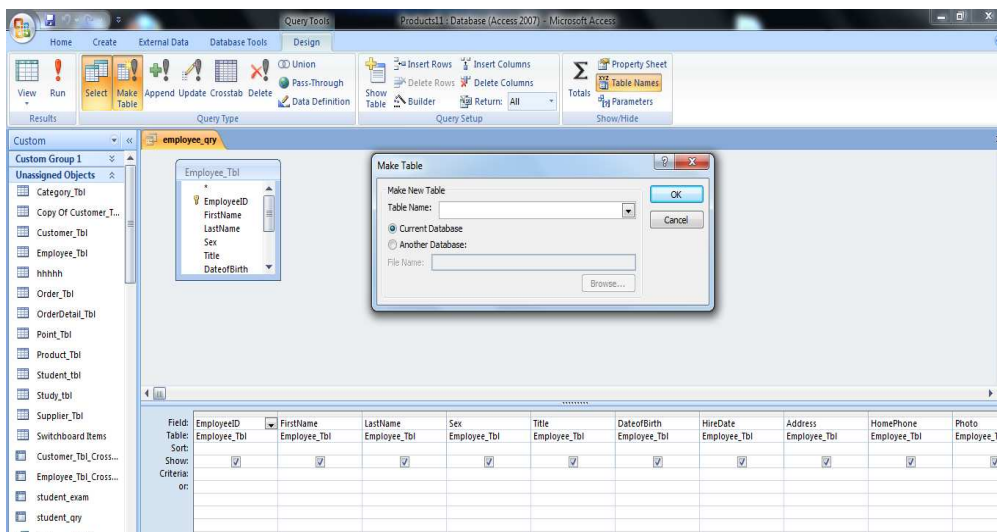 Query Tools
Products11 : Database (Access 2007) - Microsoft Access
Home Create External Data Database Tools Design
View
Run
Select
Make Table
Append
Update
Crosstab
Delete
Union
Pass-Through
Data Definition
Show Table
Insert Rows
Delete Rows
Builder
Insert Columns
Delete Columns
Return: All
Totals
Property Sheet
Table Names
Parameters
Results
Query Type
Query Setup
Show/Hide
Custom
Custom Group 1
Unassigned Objects
Category_Tbl
Copy Of Customer_T...
Customer_Tbl
Employee_Tbl
hhhhh
Order_Tbl
OrderDetail_Tbl
Point_Tbl
Product_Tbl
Student_tbl
Study_tbl
Supplier_Tbl
Switchboard Items
Customer_Tbl_Cross...
Employee_Tbl_Cross...
student_exam
student_qry
employee_qry
Employee_Tbl
*
EmployeeID
FirstName
LastName
Sex
Title
DateofBirth
Make Table
Make New Table
Table Name:
Current Database
Another Database:
File Name:
Browse...
OK
Cancel
Field: EmployeeID FirstName LastName Sex Title DateofBirth HireDate Address HomePhone Photo
Table: Employee_Tbl Employee_Tbl Employee_Tbl Employee_Tbl Employee_Tbl Employee_Tbl Employee_Tbl Employee_Tbl Employee_Tbl Employee_T
Sort:
Show:
Criteria:
or: